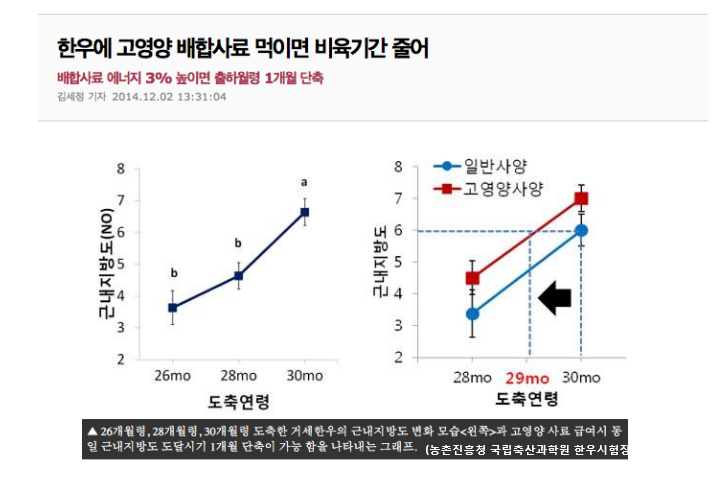 한우에 고영양 배합사료 먹이면 비육기간 줄어
배합사료 에너지 3% 높이면 출하월령 1개월 단축
김세정 기자 2014.12.02 13:31:04
8
7
6
5
4
3
2
근내지방도(NO)
b
b
a
26mo 28mo 30mo
도축연령
8
7
6
5
4
3
2
근내지방도
일반사양
고영양사양
28mo 29mo 30mo
도축연령
▲ 26개월령,28개월령,30개월령 도축한 거세한우의 근내지방도 변화 모습<왼쪽>과 고영양 사료 급여시 동
일 근내지방도 도달시기 1개월 단축이 가능 함을 나타내는 그래프. (농촌진흥청 국립축산과학원 한우시험장